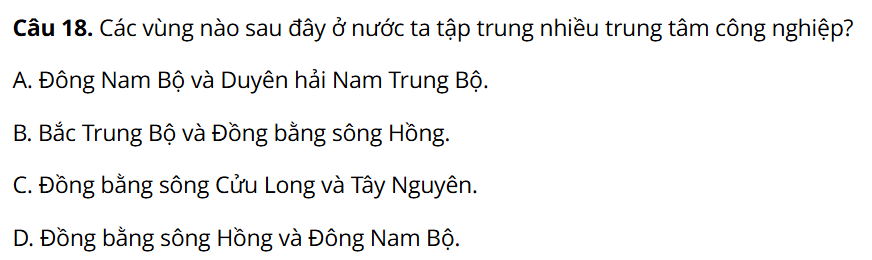 Câu 18. Các vùng nào sau đây ở nước ta tập trung nhiều trung tâm công nghiệp?
A. Đông Nam Bộ và Duyên hải Nam Trung Bộ.
B. Bắc Trung Bộ và Đồng bằng sông Hồng.
C. Đồng bằng sông Cửu Long và Tây Nguyên.
D. Đồng bằng sông Hồng và Đông Nam Bộ.